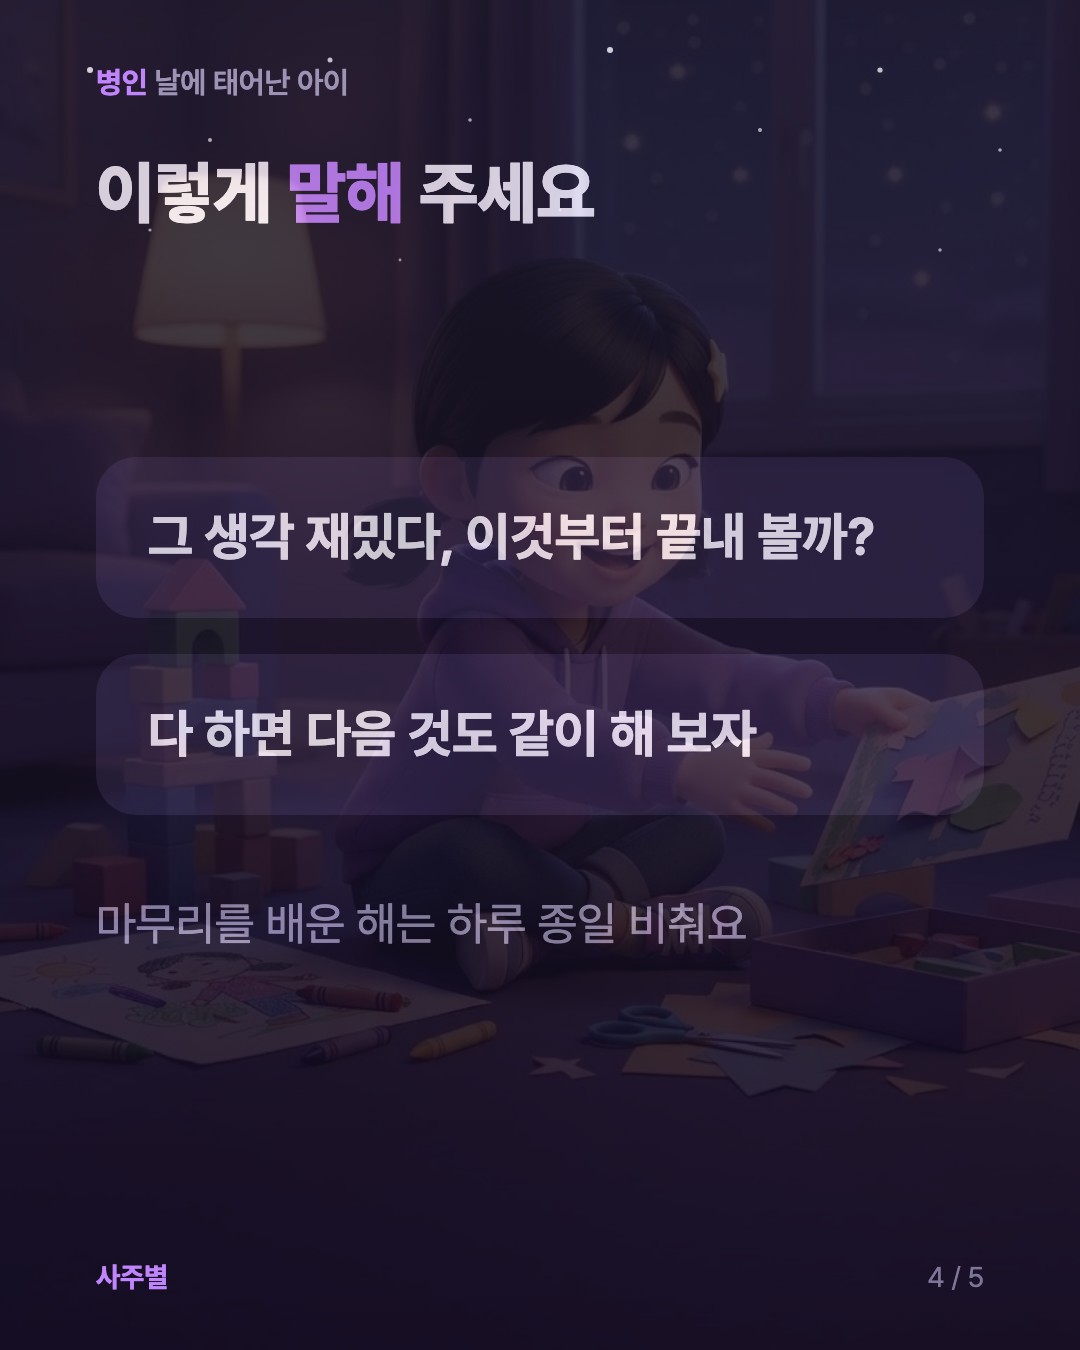 병인 날에 태어난 아이
이렇게 말해 주세요
그 생각 재밌다, 이것부터 끝내 볼까?
다 하면 다음 것도 같이 해 보자
마무리를 배운 해는 하루 종일 비춰요
사주별
4 / 5